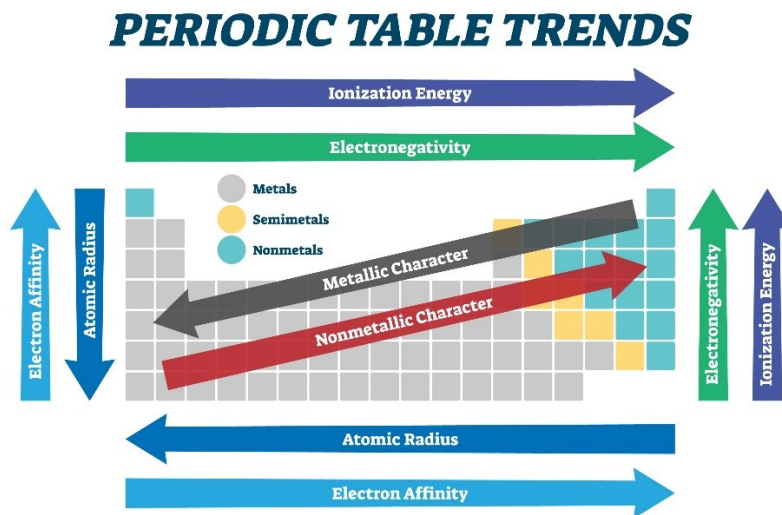 PERIODIC TABLE TRENDS
Ionization Energy
Electronegativity
Metals
Semimetals
Nonmetals
Electron Affinity
Atomic Radius
Metallic Character
Nonmetallic Character
Electronegativity
Ionization Energy
Atomic Radius
Electron Affinity